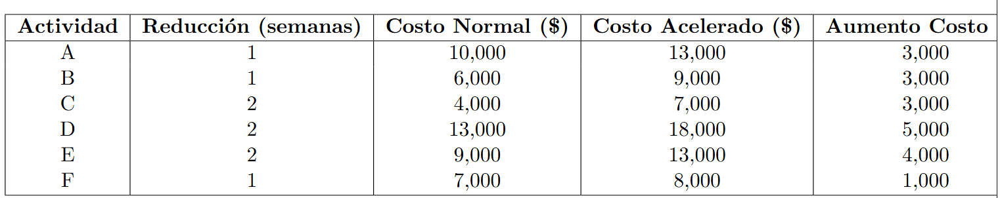 Actividad Reducción (semanas) Costo Normal ($) Costo Acelerado ($) Aumento Costo
A 1 10,000 13,000 3,000
B 1 6,000 9,000 3,000
C 2 4,000 7,000 3,000
D 2 13,000 18,000 5,000
E 2 9,000 13,000 4,000
F 1 7,000 8,000 1,000